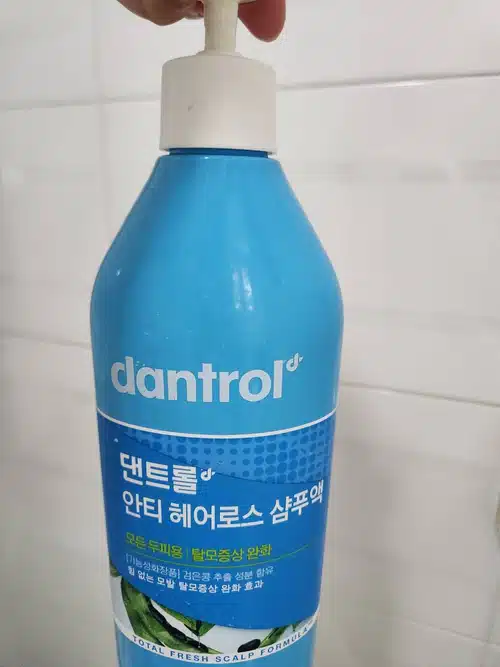 dantrol
댄트롤
안티 헤어로스 샴푸액
모든 두피용 | 탈모증상 완화
[기능성화장품] 검은콩 추출 성분 함유
힘 없는 모발 탈모증상 완화 효과
TOTAL FRESH SCALP FORMULA